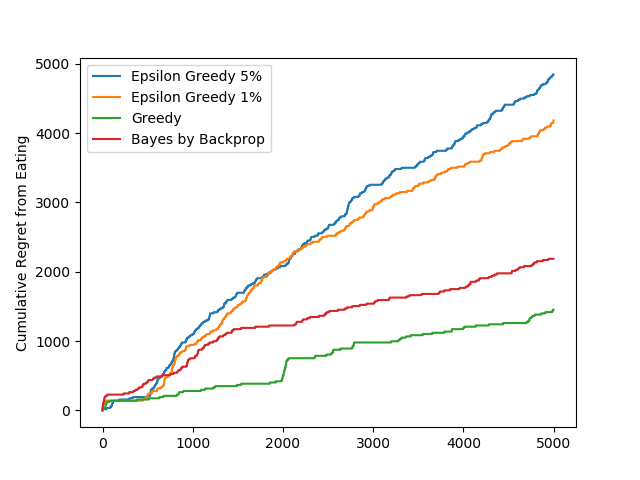 Epsilon Greedy 5%
Epsilon Greedy 1%
Greedy
Bayes by Backprop
Cumulative Regret from Eating
5000
4000
3000
2000
1000
0
0 1000 2000 3000 4000 5000